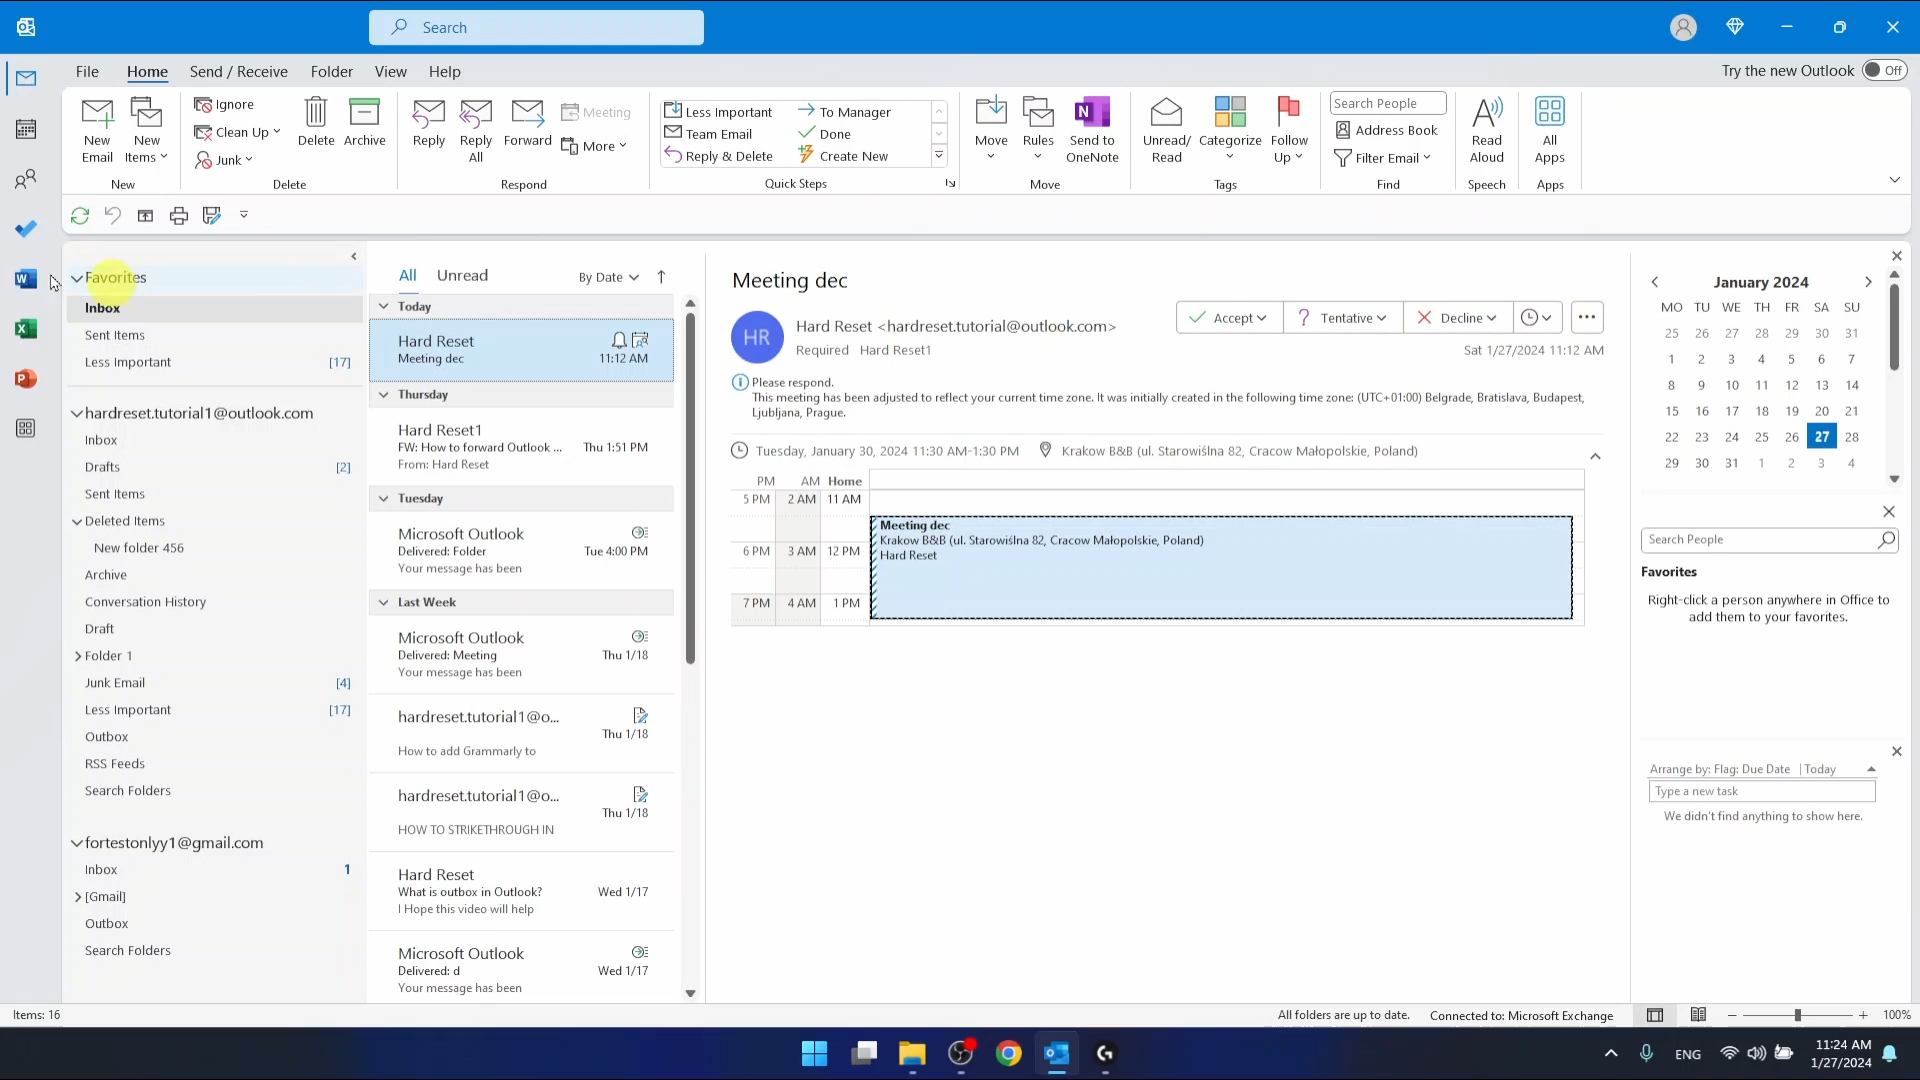 Search
File Home Send / Receive Folder View Help
Try the new Outlook Off
New Email
New Items
New
Ignore
Clean Up
Junk
Delete
Archive
Delete
Reply
Reply All
Forward
Meeting
More
Respond
Less Important
Team Email
Reply & Delete
To Manager
Done
Create New
Quick Steps
Move
Rules
Send to OneNote
Move
Unread/ Read
Categorize
Follow Up
Tags
Search People
Address Book
Filter Email
Find
Read Aloud
Speech
All Apps
Apps
Favorites
Inbox
Sent Items
Less Important [17]
hardreset.tutorial1@outlook.com
Inbox
Drafts [2]
Sent Items
Deleted Items
New folder 456
Archive
Conversation History
Draft
Folder 1
Junk Email [4]
Less Important [17]
Outbox
RSS Feeds
Search Folders
fortestonlyy1@gmail.com
Inbox 1
[Gmail]
Outbox
Search Folders
All Unread By Date
Today
Hard Reset
Meeting dec 11:12 AM
Thursday
Hard Reset1
FW: How to forward Outlook ... Thu 1:51 PM
From: Hard Reset
Tuesday
Microsoft Outlook
Delivered: Folder Tue 4:00 PM
Your message has been
Last Week
Microsoft Outlook
Delivered: Meeting Thu 1/18
Your message has been
hardreset.tutorial1@o...
Thu 1/18
How to add Grammarly to
hardreset.tutorial1@o...
Thu 1/18
HOW TO STRIKETHROUGH IN
Hard Reset
What is outbox in Outlook? Wed 1/17
I Hope this video will help
Microsoft Outlook
Delivered: d Wed 1/17
Your message has been
Meeting dec
HR
Hard Reset <hardreset.tutorial@outlook.com>
Required Hard Reset1
Accept
Tentative
Decline
Sat 1/27/2024 11:12 AM
Please respond.
This meeting has been adjusted to reflect your current time zone. It was initially created in the following time zone: (UTC+01:00) Belgrade, Bratislava, Budapest,
Ljubljana, Prague.
Tuesday, January 30, 2024 11:30 AM-1:30 PM Krakow B&B (ul. Starowiślna 82, Cracow Małopolskie, Poland)
PM AM Home
5 PM 2 AM 11 AM
6 PM 3 AM 12 PM
7 PM 4 AM 1 PM
Meeting dec
Krakow B&B (ul. Starowiślna 82, Cracow Małopolskie, Poland)
Hard Reset
January 2024
MO TU WE TH FR SA SU
25 26 27 28 29 30 31
1 2 3 4 5 6 7
8 9 10 11 12 13 14
15 16 17 18 19 20 21
22 23 24 25 26 27 28
29 30 31 1 2 3 4
Search People
Favorites
Right-click a person anywhere in Office to
add them to your favorites.
Arrange by: Flag: Due Date Today
Type a new task
We didn't find anything to show here.
Items: 16
All folders are up to date. Connected to: Microsoft Exchange
100%
ENG
11:24 AM
1/27/2024